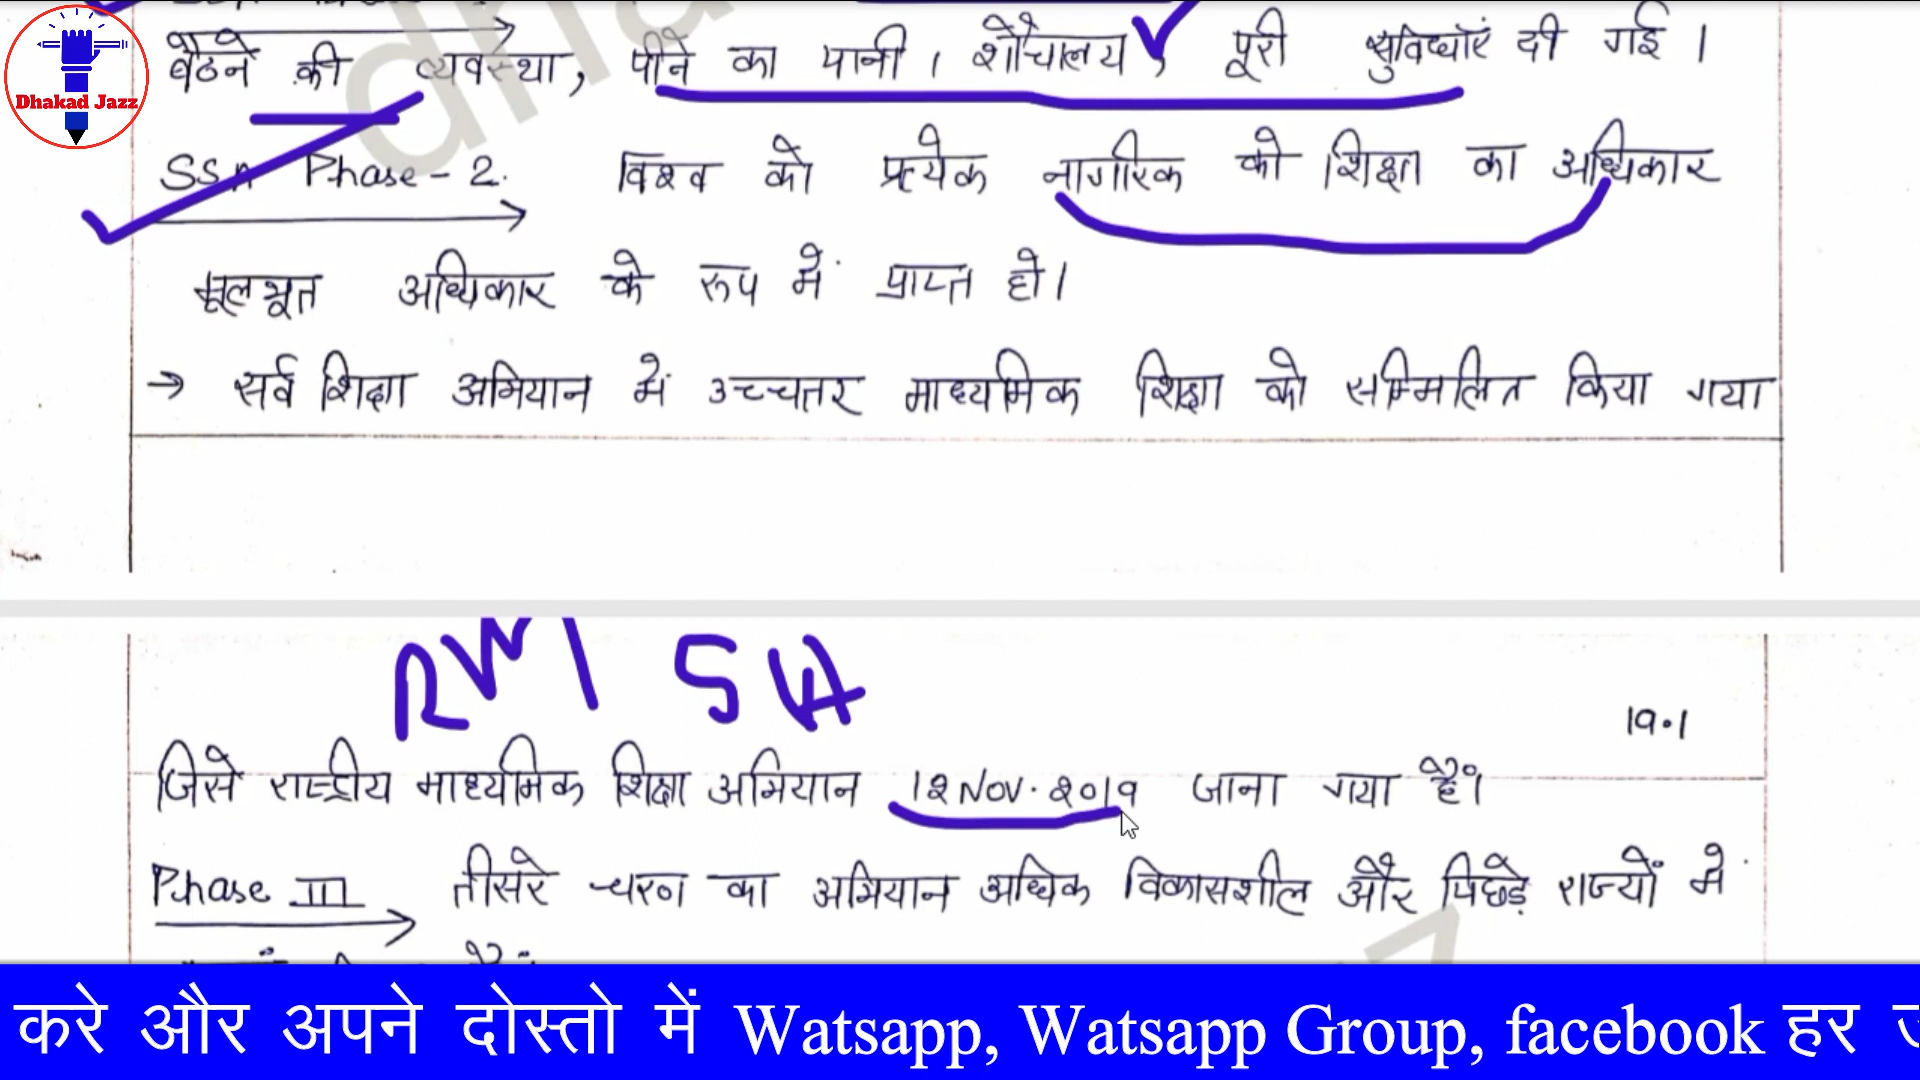 Dhakad Jazz
बैठने की व्यवस्था, पीने का पानी। शौचालय, पूरी सुविधाएं दी गई।
SSA Phase-2. विश्व को प्रत्येक नागरिक को शिक्षा का अधिकार
मूलभूत अधिकार के रूप में प्राप्त हो।
→ सर्व शिक्षा अभियान में उच्चतर माध्यमिक शिक्षा को सम्मिलित किया गया
RMSA
19.1
जिसे राष्ट्रीय माध्यमिक शिक्षा अभियान 12 Nov. 2019 जाना गया है।
Phase III तीसरे चरण का अभियान अधिक विकासशील और पिछड़े राज्यों में
करे और अपने दोस्तो में Watsapp, Watsapp Group, facebook हर